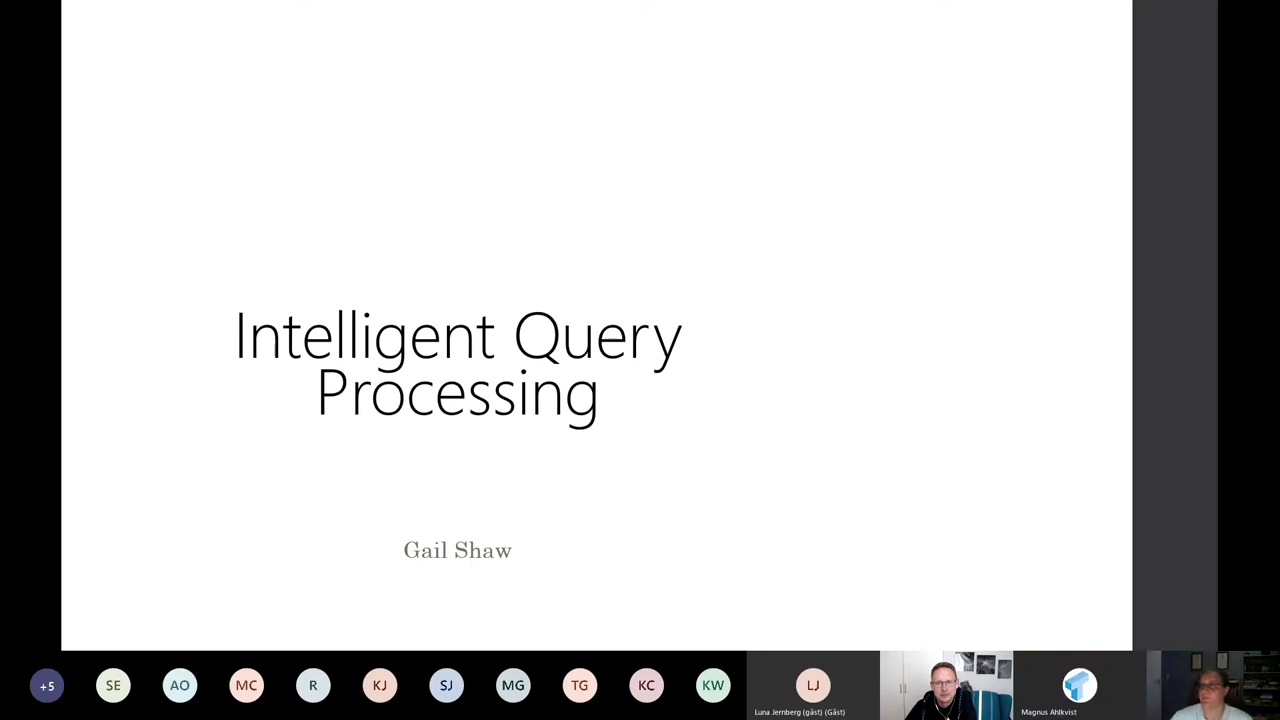 Intelligent Query
Processing
Gail Shaw
+5
SE
AO
MC
R
KJ
SJ
MG
TG
KC
KW
LJ
Luna Jernberg (gäst) (Gäst)
Magnus Ahlkvist